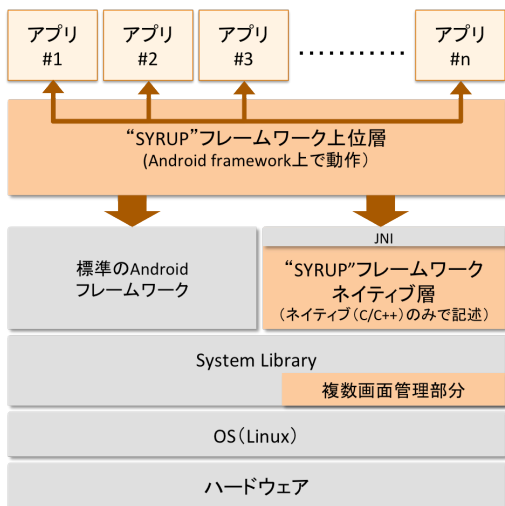 アプリ
#1
アプリ
#2
アプリ
#3
アプリ
#n
“SYRUP”フレームワーク上位層
(Android framework上で動作）
標準のAndroid
フレームワーク
JNI
“SYRUP”フレームワーク
ネイティブ層
（ネイティブ（C/C++）のみで記述）
System Library
複数画面管理部分
OS（Linux）
ハードウェア